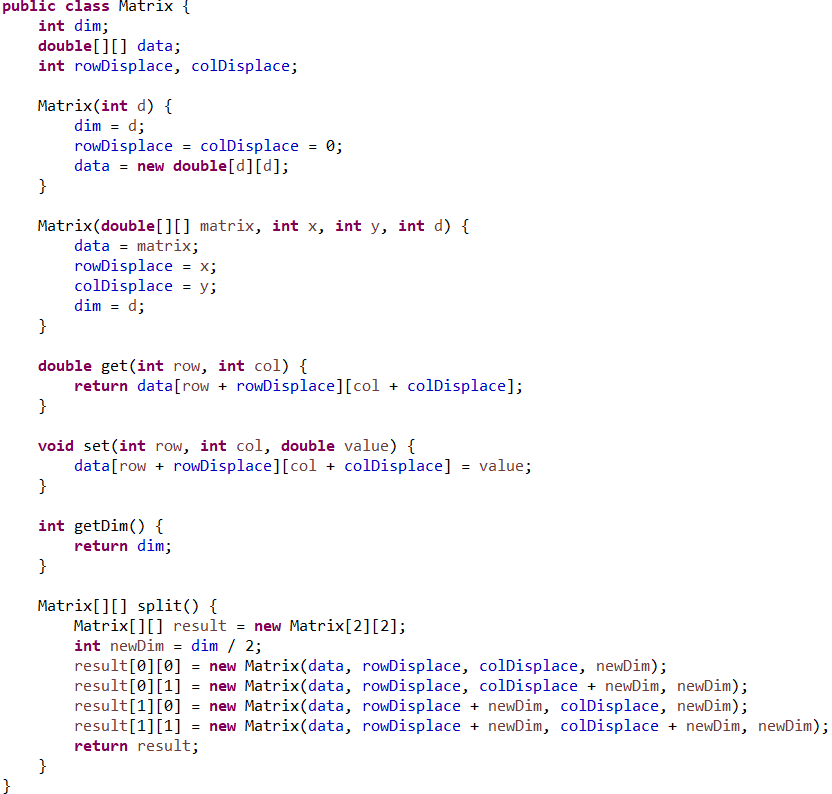 public class Matrix {
    int dim;
    double[][] data;
    int rowDisplace, colDisplace;

    Matrix(int d) {
        dim = d;
        rowDisplace = colDisplace = 0;
        data = new double[d][d];
    }

    Matrix(double[][] matrix, int x, int y, int d) {
        data = matrix;
        rowDisplace = x;
        colDisplace = y;
        dim = d;
    }

    double get(int row, int col) {
        return data[row + rowDisplace][col + colDisplace];
    }

    void set(int row, int col, double value) {
        data[row + rowDisplace][col + colDisplace] = value;
    }

    int getDim() {
        return dim;
    }

    Matrix[][] split() {
        Matrix[][] result = new Matrix[2][2];
        int newDim = dim / 2;
        result[0][0] = new Matrix(data, rowDisplace, colDisplace, newDim);
        result[0][1] = new Matrix(data, rowDisplace, colDisplace + newDim, newDim);
        result[1][0] = new Matrix(data, rowDisplace + newDim, colDisplace, newDim);
        result[1][1] = new Matrix(data, rowDisplace + newDim, colDisplace + newDim, newDim);
        return result;
    }
}